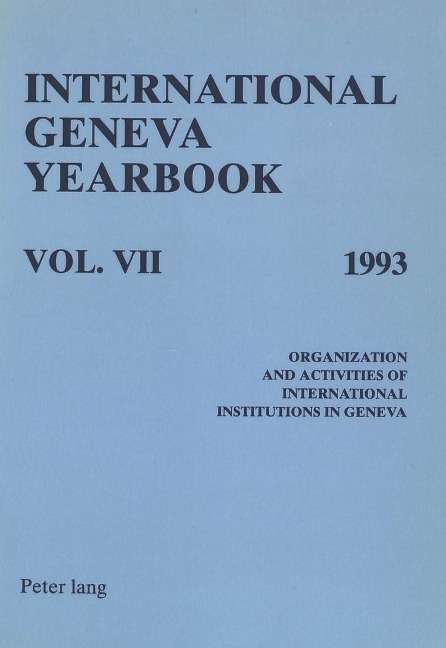 INTERNATIONAL
GENEVA
YEARBOOK
VOL. VII 1993
ORGANIZATION
AND ACTIVITIES OF
INTERNATIONAL
INSTITUTIONS IN GENEVA
Peter lang